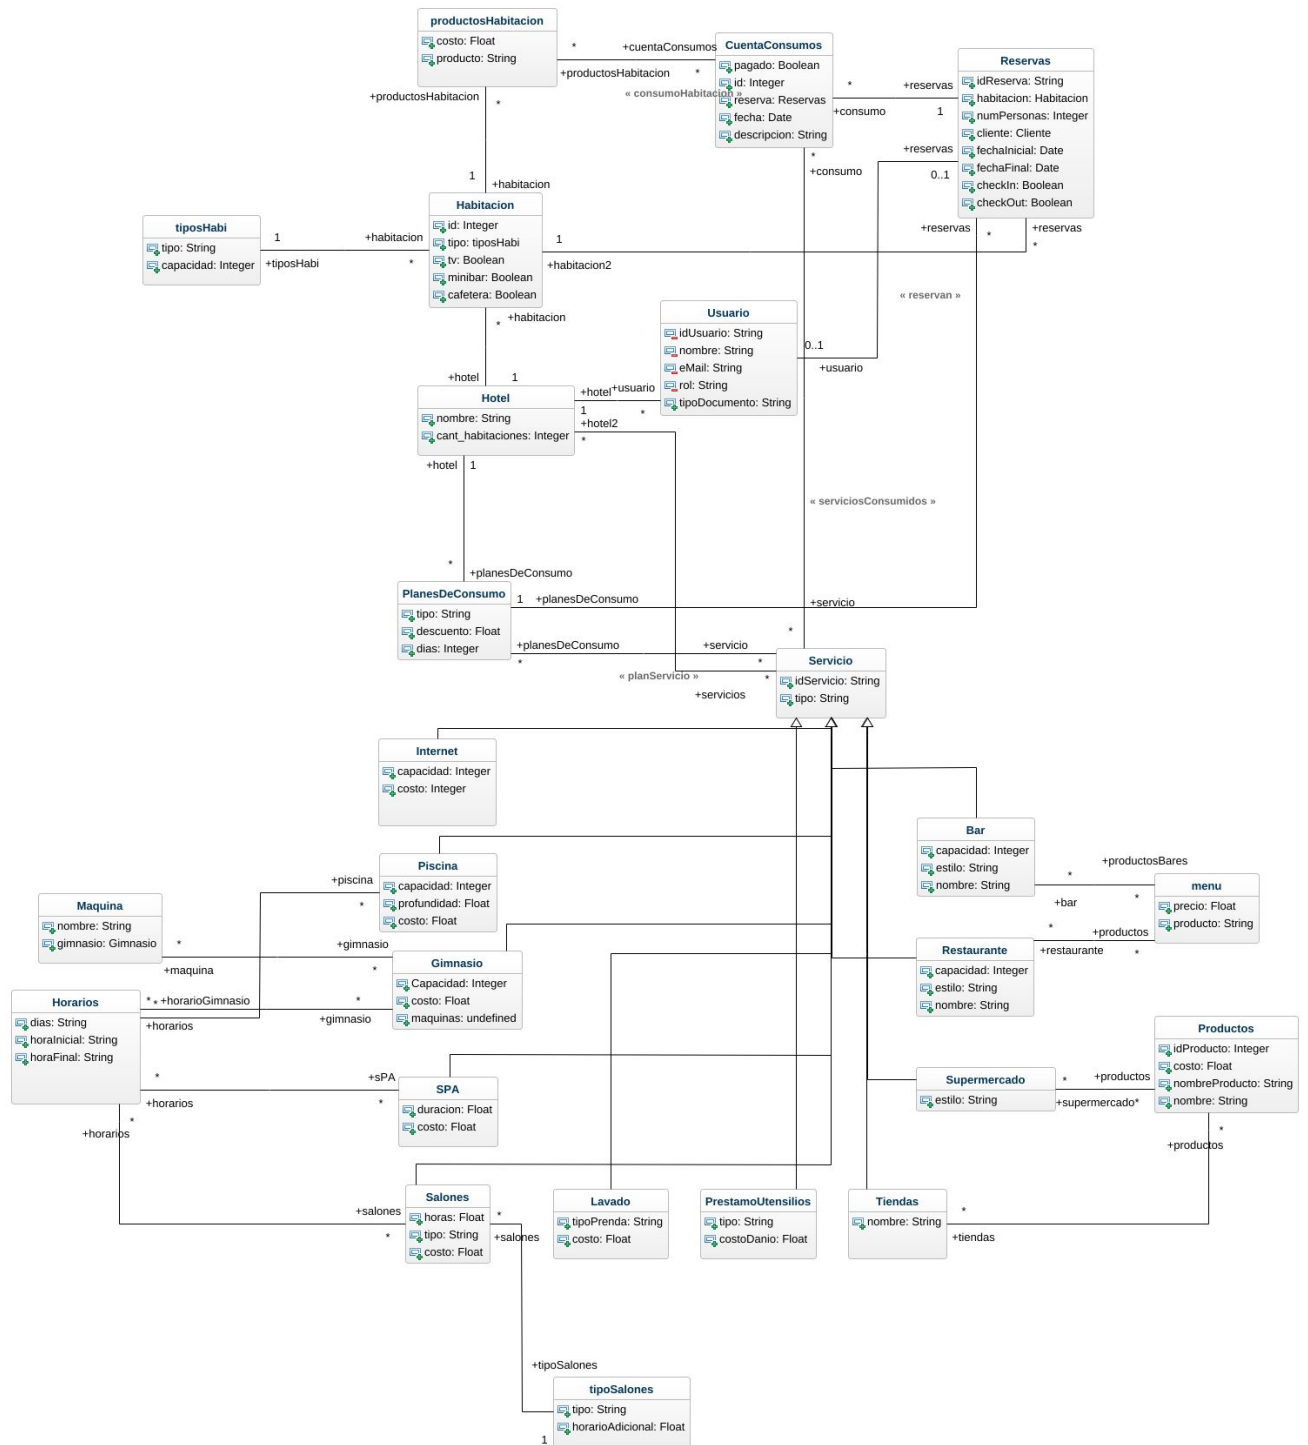 productosHabitacion
costo: Float
producto: String
*
+cuentaConsumos
+productosHabitacion
*
« consumoHabitacion »
CuentaConsumos
pagado: Boolean
id: Integer
reserva: Reservas
fecha: Date
descripcion: String
*
+reservas
+consumo
1
Reservas
idReserva: String
habitacion: Habitacion
numPersonas: Integer
cliente: Cliente
fechaInicial: Date
fechaFinal: Date
checkIn: Boolean
checkOut: Boolean
+productosHabitacion
*
1
+habitacion
*
+consumo
+reservas
0..1
+reservas
*
+reservas
*
tiposHabi
tipo: String
capacidad: Integer
1
+habitacion
+tiposHabi
*
Habitacion
id: Integer
tipo: tiposHabi
tv: Boolean
minibar: Boolean
cafetera: Boolean
1
+habitacion2
« reservan »
+habitacion
*
Usuario
idUsuario: String
nombre: String
eMail: String
rol: String
tipoDocumento: String
0..1
+usuario
+hotel
1
Hotel
nombre: String
cant_habitaciones: Integer
+hotel
+usuario
1
*
+hotel2
*
+hotel
1
« serviciosConsumidos »
*
+planesDeConsumo
PlanesDeConsumo
tipo: String
descuento: Float
dias: Integer
1
+planesDeConsumo
+servicio
*
+planesDeConsumo
+servicio
*
*
« planServicio »
*
+servicios
Servicio
idServicio: String
tipo: String
Internet
capacidad: Integer
costo: Integer
Bar
capacidad: Integer
estilo: String
nombre: String
+productosBares
*
+bar
*
menu
precio: Float
producto: String
Piscina
capacidad: Integer
profundidad: Float
costo: Float
+piscina
*
Maquina
nombre: String
gimnasio: Gimnasio
*
+gimnasio
+maquina
*
Gimnasio
Capacidad: Integer
costo: Float
maquinas: undefined
*
+productos
+restaurante
*
Restaurante
capacidad: Integer
estilo: String
nombre: String
Horarios
dias: String
horaInicial: String
horaFinal: String
*
*
+horarioGimnasio
*
+horarios
+gimnasio
Productos
idProducto: Integer
costo: Float
nombreProducto: String
nombre: String
*
+sPA
+horarios
*
SPA
duracion: Float
costo: Float
Supermercado
estilo: String
*
+productos
+supermercado
*
*
+horarios
*
+productos
Salones
horas: Float
tipo: String
costo: Float
+salones
*
*
+salones
Lavado
tipoPrenda: String
costo: Float
PrestamoUtensilios
tipo: String
costoDanio: Float
Tiendas
nombre: String
*
+tiendas
+tipoSalones
1
tipoSalones
tipo: String
horarioAdicional: Float